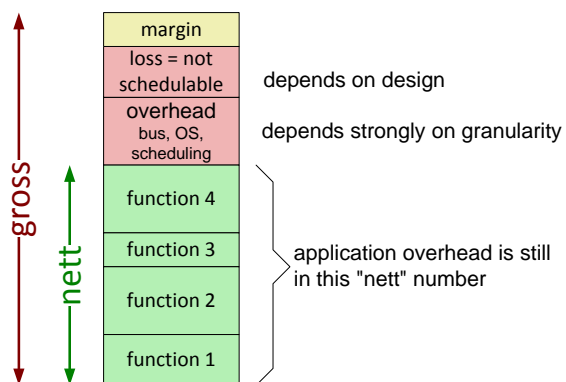 margin
loss = not
schedulable
depends on design
overhead
bus, OS,
scheduling
depends strongly on granularity
gross
nett
function 4
function 3
function 2
function 1
application overhead is still
in this "nett" number